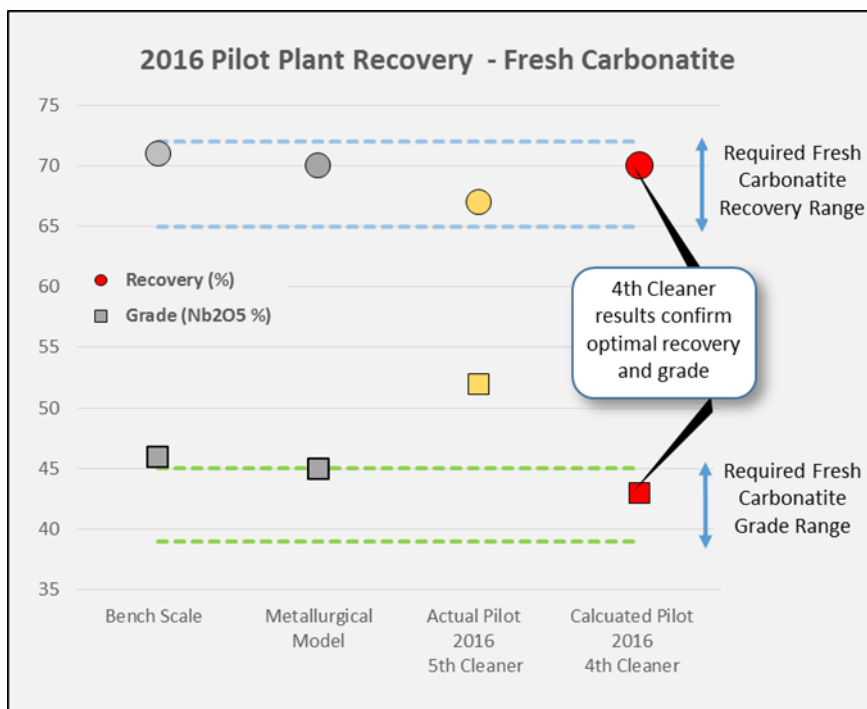 2016 Pilot Plant Recovery - Fresh Carbonatite
75
70
65
60
55
50
45
40
35
Required Fresh
Carbonatite
Recovery Range
Recovery (%)
Grade (Nb2O5 %)
4th Cleaner
results confirm
optimal recovery
and grade
Required Fresh
Carbonatite
Grade Range
Bench Scale
Metallurgical
Model
Actual Pilot
2016
5th Cleaner
Calcuated Pilot
2016
4th Cleaner